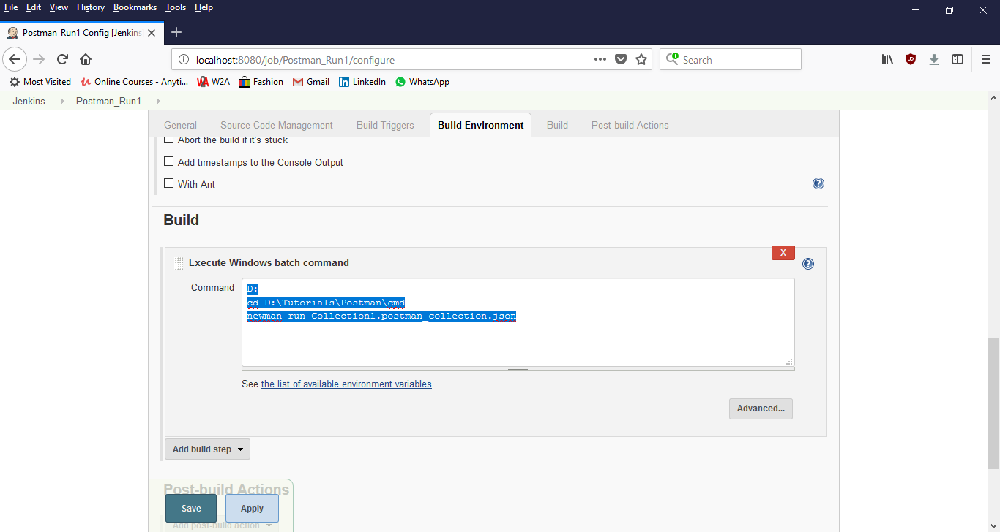 File Edit View History Bookmarks Tools Help
Postman_Run1 Config [Jenkins
localhost:8080/job/Postman_Run1/configure
Search
Most Visited Online Courses - Anyti... W2A Fashion Gmail LinkedIn WhatsApp
Jenkins Postman_Run1
General Source Code Management Build Triggers Build Environment Build Post-build Actions
Abort the build if it's stuck
Add timestamps to the Console Output
With Ant
Build
Execute Windows batch command
X
Command
D:
cd D:\Tutorials\Postman\cmd
newman run Collection1.postman_collection.json
See the list of available environment variables
Advanced...
Add build step
Post-build Actions
Save Apply
Add post-build action